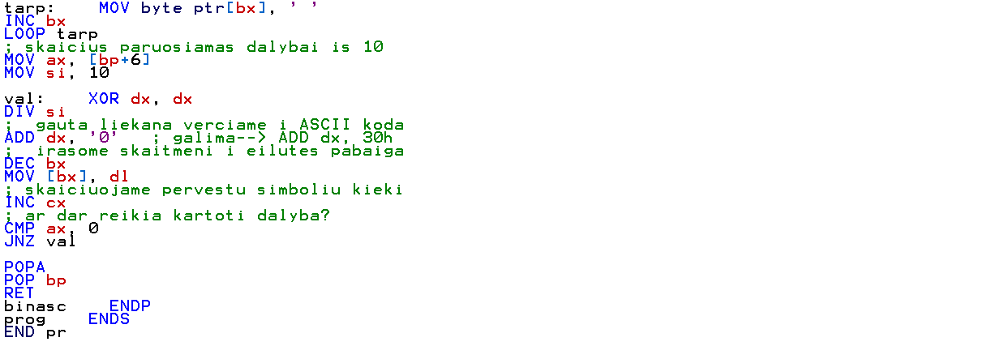 tarp:    MOV byte ptr[bx], ' '
INC bx
LOOP tarp
; skaicius paruosiamas dalybai is 10
MOV ax, [bp+6]
MOV si, 10

val:    XOR dx, dx
DIV si
;  gauta liekana verciame i ASCII koda
ADD dx, '0'   ; galima--> ADD dx, 30h
;  irasome skaitmeni i eilutes pabaiga
DEC bx
MOV [bx], dl
; skaiciuojame pervestu simboliu kieki
INC cx
; ar dar reikia kartoti dalyba?
CMP ax, 0
JNZ val

POPA
POP bp
RET
binasc    ENDP
prog    ENDS
END pr